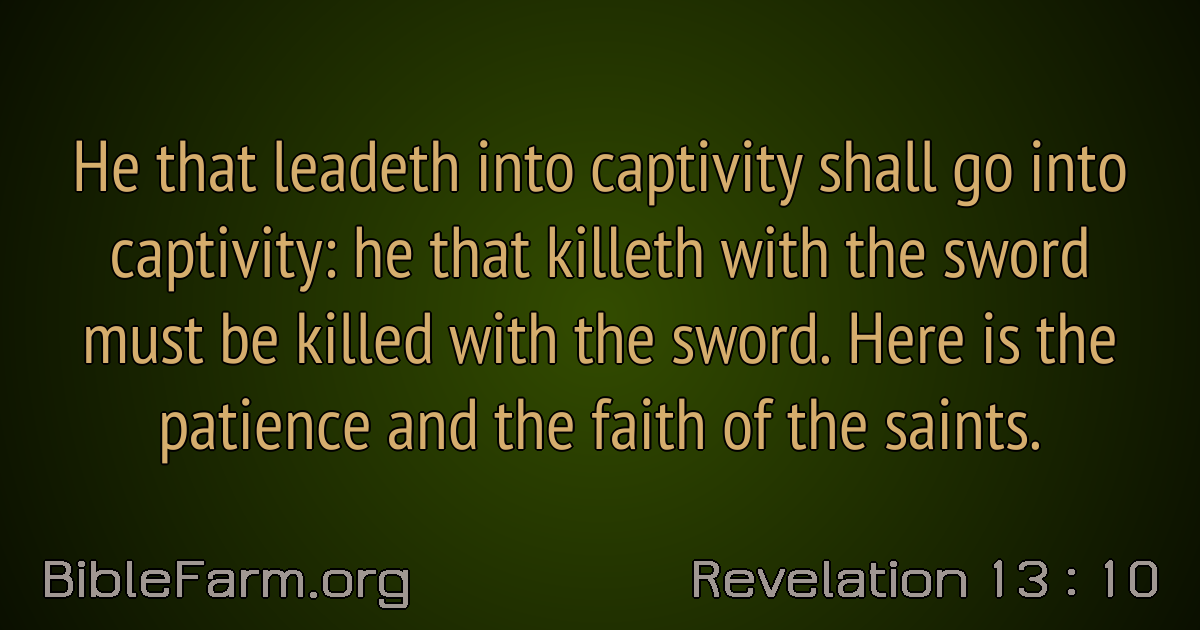 He that leadeth into captivity shall go into
captivity: he that killeth with the sword
must be killed with the sword. Here is the
patience and the faith of the saints.
BibleFarm.org
Revelation 13 : 10